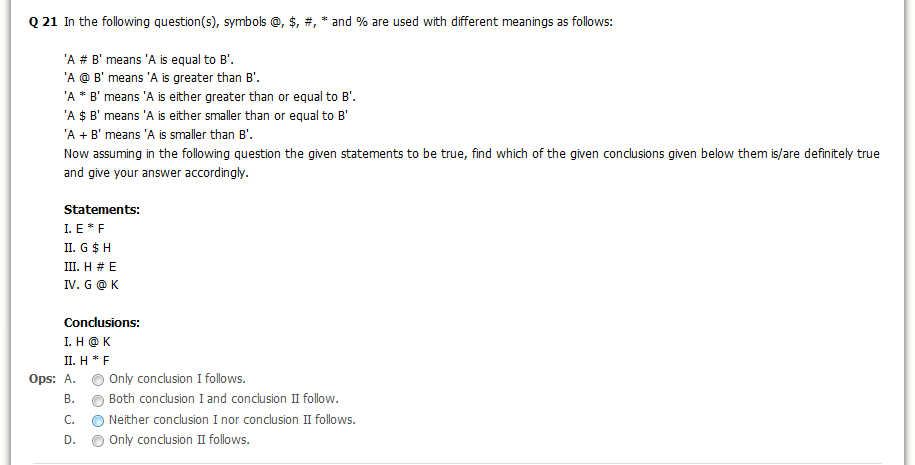 Q 21 In the following question(s), symbols @, $, #, * and % are used with different meanings as follows:
'A # B' means 'A is equal to B'.
'A @ B' means 'A is greater than B'.
'A * B' means 'A is either greater than or equal to B'.
'A $ B' means 'A is either smaller than or equal to B'
'A + B' means 'A is smaller than B'.
Now assuming in the following question the given statements to be true, find which of the given conclusions given below them is/are definitely true
and give your answer accordingly.
Statements:
I. E * F
II. G $ H
III. H # E
IV. G @ K
Conclusions:
I. H @ K
II. H * F
Ops: A. Only conclusion I follows.
B. Both conclusion I and conclusion II follow.
C. Neither conclusion I nor conclusion II follows.
D. Only conclusion II follows.